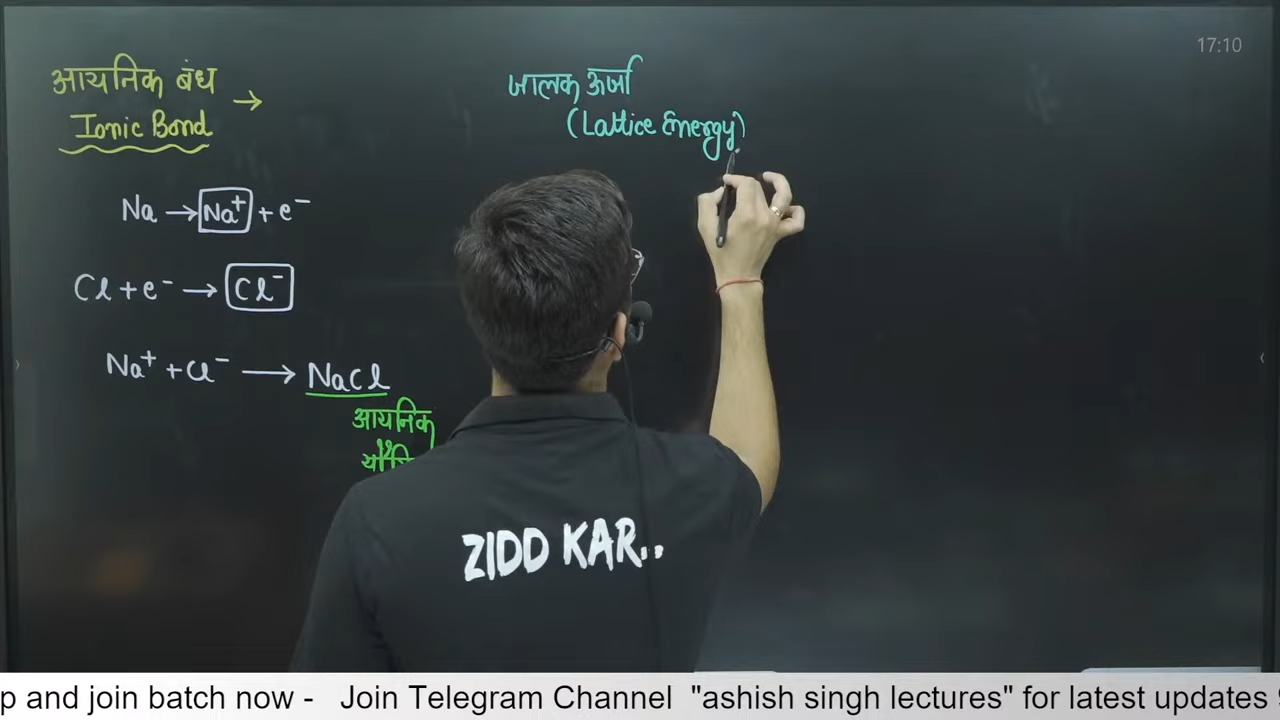 17:10
आयनिक बंध →
Ionic Bond
Na → Na⁺ + e⁻
Cl + e⁻ → Cl⁻
Na⁺ + Cl⁻ → NaCl
आयनिक
जालक ऊर्जा
(Lattice Energy)
ZIDD KAR..
p and join batch now - Join Telegram Channel "ashish singh lectures" for latest updates